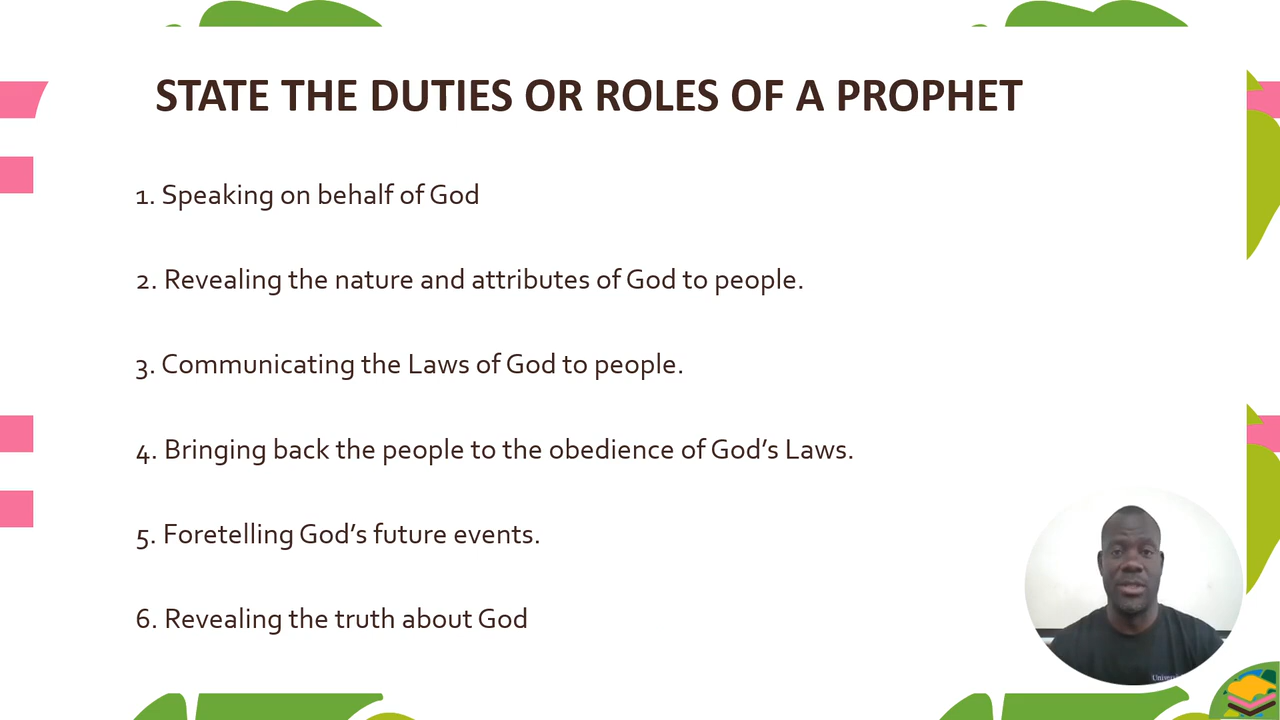 STATE THE DUTIES OR ROLES OF A PROPHET
1. Speaking on behalf of God
2. Revealing the nature and attributes of God to people.
3. Communicating the Laws of God to people.
4. Bringing back the people to the obedience of God’s Laws.
5. Foretelling God’s future events.
6. Revealing the truth about God